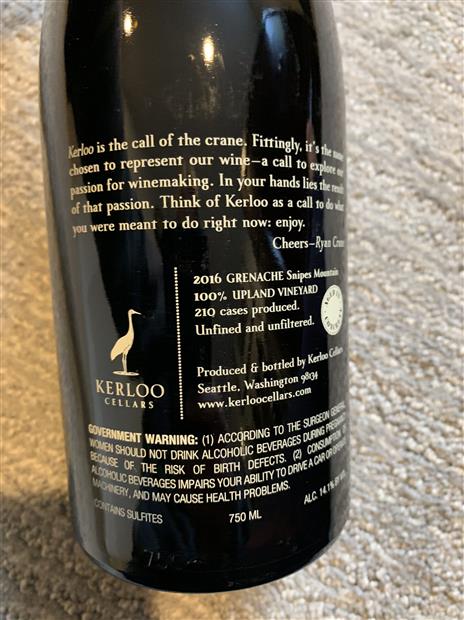 Kerloo is the call of the crane. Fittingly, it's the name
chosen to represent our wine—a call to explore our
passion for winemaking. In your hands lies the results
of that passion. Think of Kerloo as a call to do what
you were meant to do right now: enjoy.
Cheers—Ryan Crane
2016 GRENACHE Snipes Mountain
100% UPLAND VINEYARD
210 cases produced.
Unfined and unfiltered.
Produced & bottled by Kerloo Cellars
Seattle, Washington 98134
www.kerloocellars.com
KERLOO
CELLARS
GOVERNMENT WARNING: (1) ACCORDING TO THE SURGEON GENERAL,
WOMEN SHOULD NOT DRINK ALCOHOLIC BEVERAGES DURING PREGNANCY
BECAUSE OF THE RISK OF BIRTH DEFECTS. (2) CONSUMPTION OF
ALCOHOLIC BEVERAGES IMPAIRS YOUR ABILITY TO DRIVE A CAR OR OPERATE
MACHINERY, AND MAY CAUSE HEALTH PROBLEMS.
CONTAINS SULFITES
750 ML
ALC. 14.1% BY